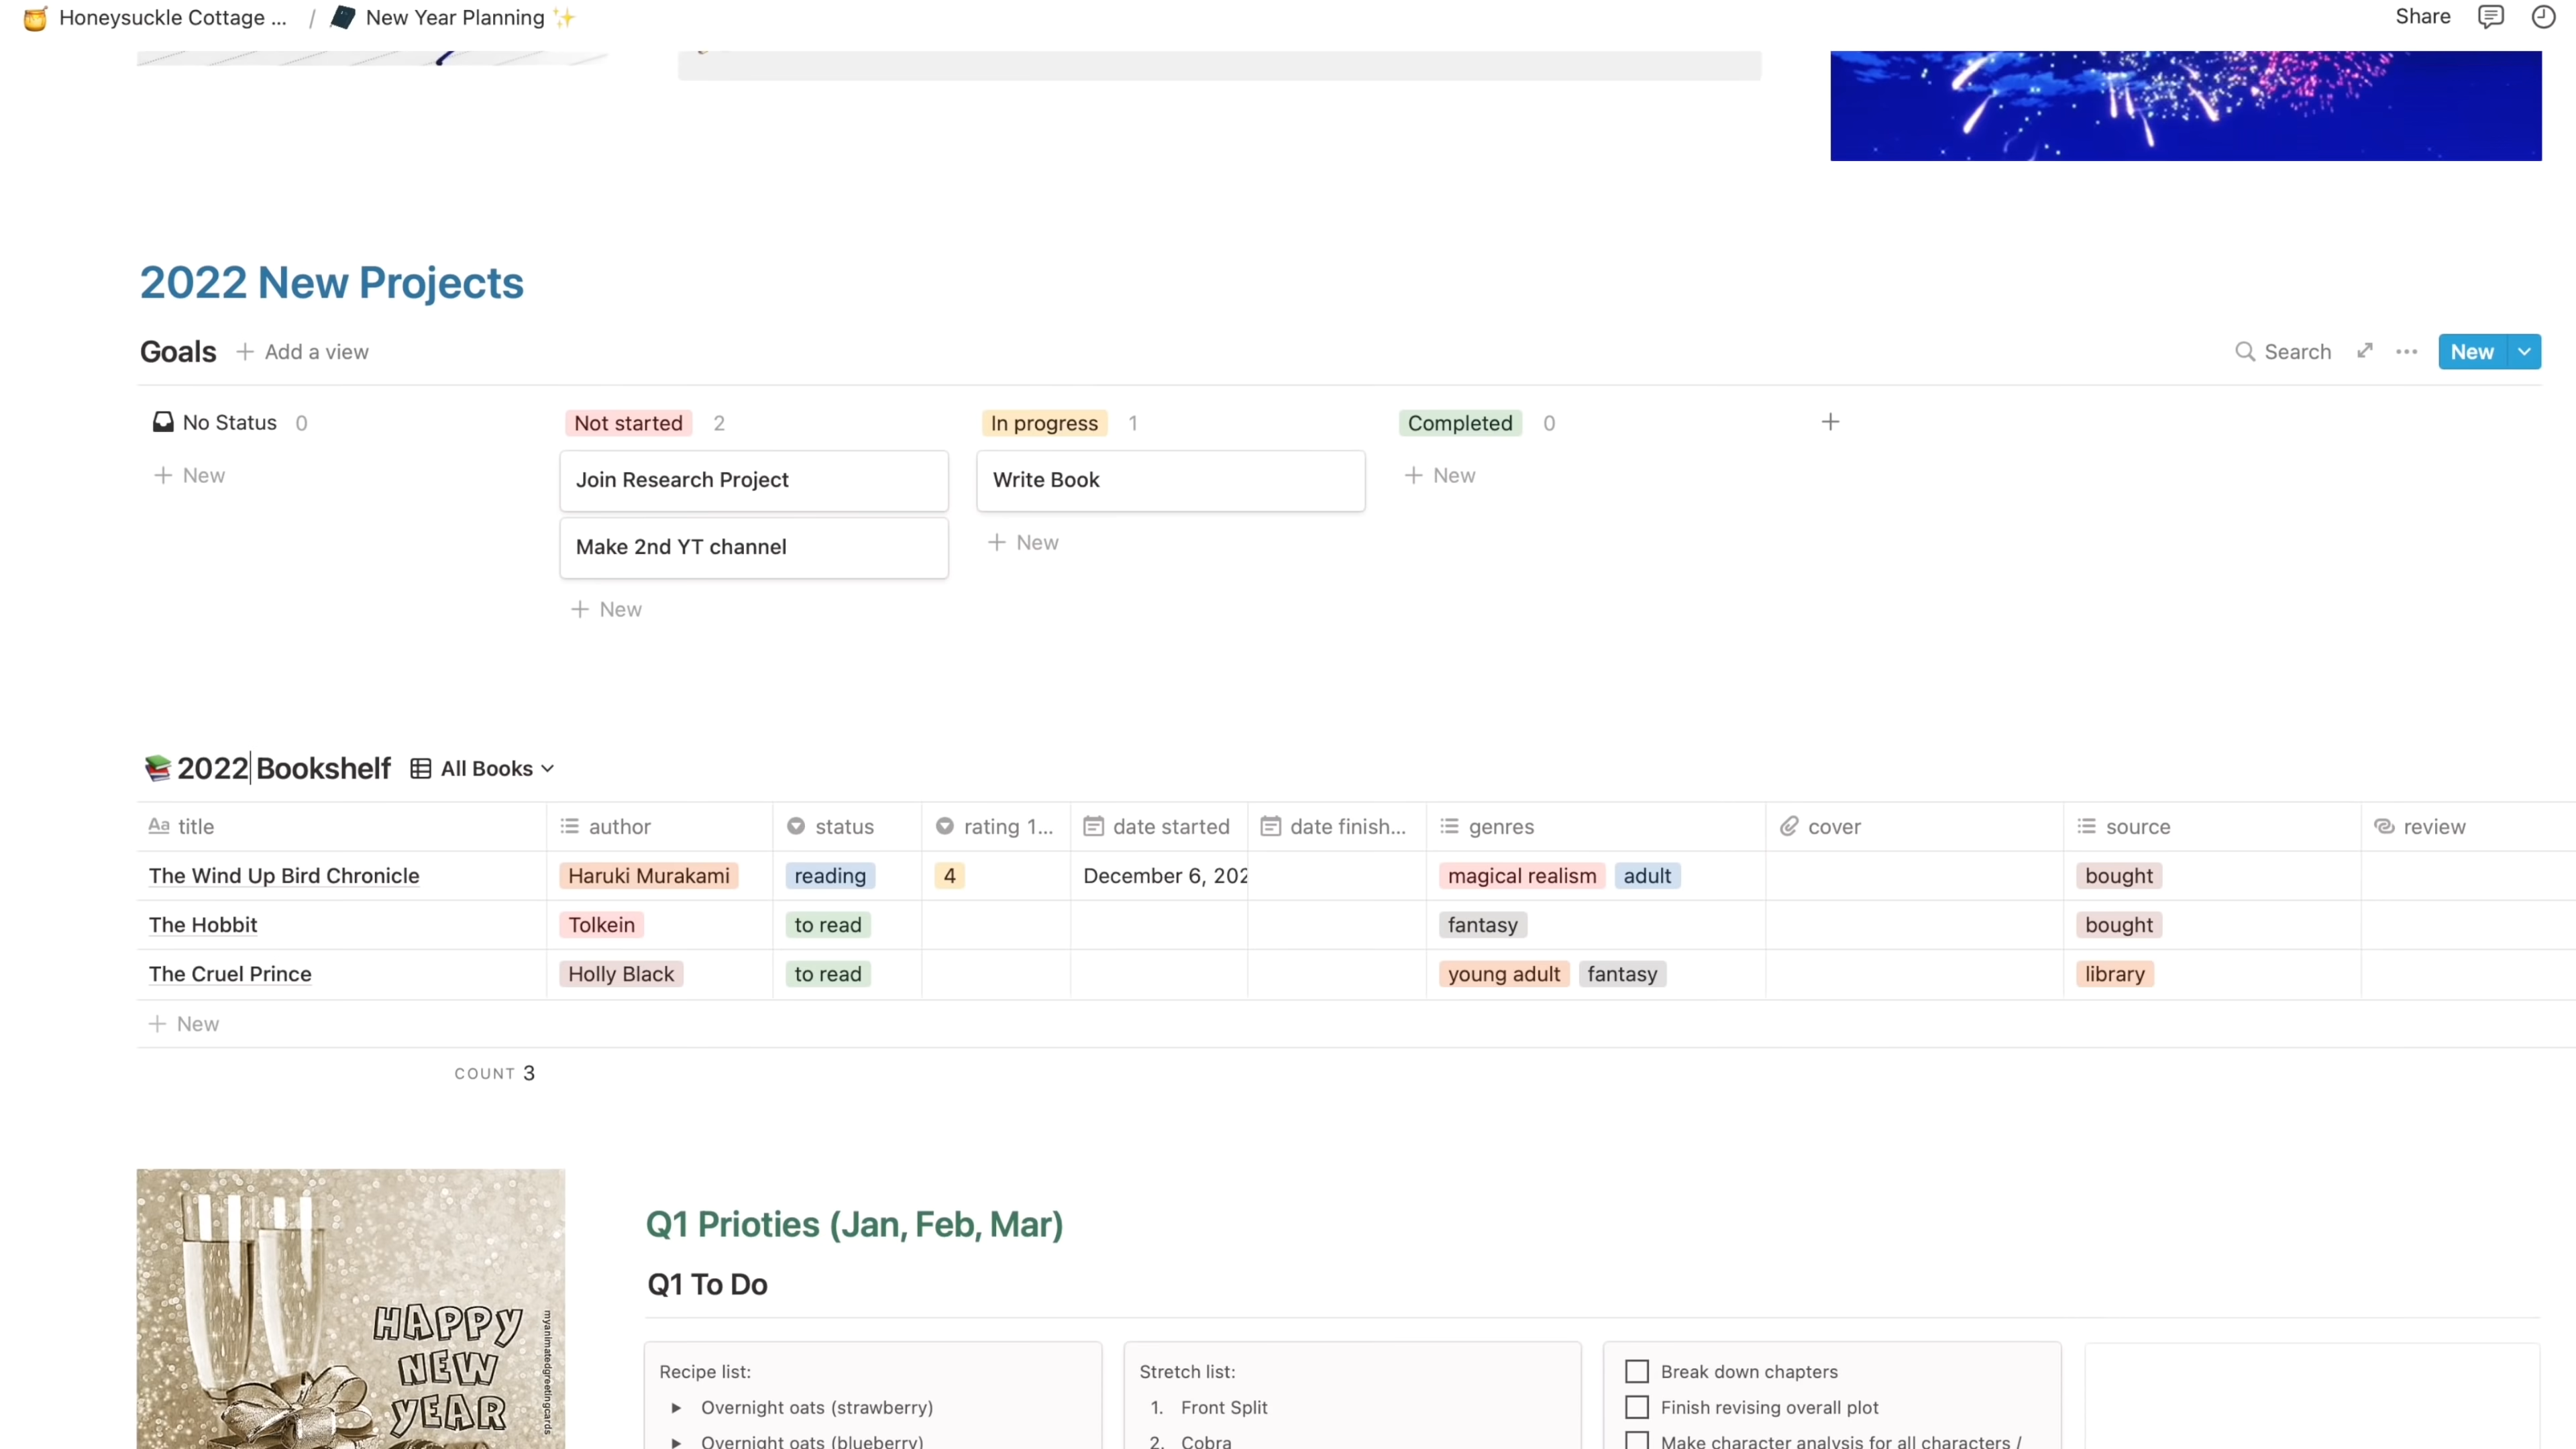 Honeysuckle Cottage ... / New Year Planning ✨
Share
2022 New Projects
Goals + Add a view
Search ... New
No Status 0
+ New
Not started 2
Join Research Project
Make 2nd YT channel
+ New
In progress 1
Write Book
+ New
Completed 0
+ New
+
2022 Bookshelf All Books
Aa title author status rating 1... date started date finish... genres cover source review
The Wind Up Bird Chronicle Haruki Murakami reading 4 December 6, 202 magical realism adult bought
The Hobbit Tolkein to read fantasy bought
The Cruel Prince Holly Black to read young adult fantasy library
+ New
COUNT 3
HAPPY
NEW
YEAR
myanimatedgreetingcards
Q1 Prioties (Jan, Feb, Mar)
Q1 To Do
Recipe list:
Overnight oats (strawberry)
Overnight oats (blueberry)
Stretch list:
1. Front Split
2. Cobra
Break down chapters
Finish revising overall plot
Make character analysis for all characters /